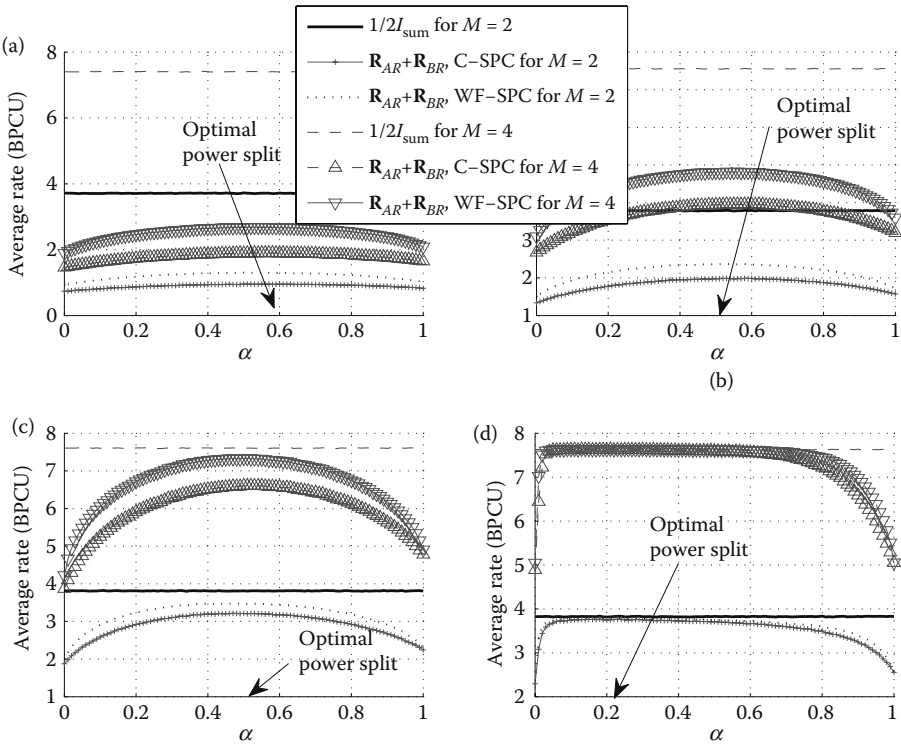 (a)
1/2I_sum for M = 2
R_AR+R_BR, C–SPC for M = 2
R_AR+R_BR, WF–SPC for M = 2
1/2I_sum for M = 4
R_AR+R_BR, C–SPC for M = 4
R_AR+R_BR, WF–SPC for M = 4
8
6
4
2
0
Average rate (BPCU)
Optimal
power split
0 0.2 0.4 0.6 0.8 1
α
Optimal
power split
3
2
1
0 0.2 0.4 0.6 0.8 1
α
(b)
(c)
8
7
6
5
4
3
2
1
Average rate (BPCU)
Optimal
power split
0 0.2 0.4 0.6 0.8 1
α
(d)
8
7
6
5
4
3
2
Average rate (BPCU)
Optimal
power split
0 0.2 0.4 0.6 0.8 1
α